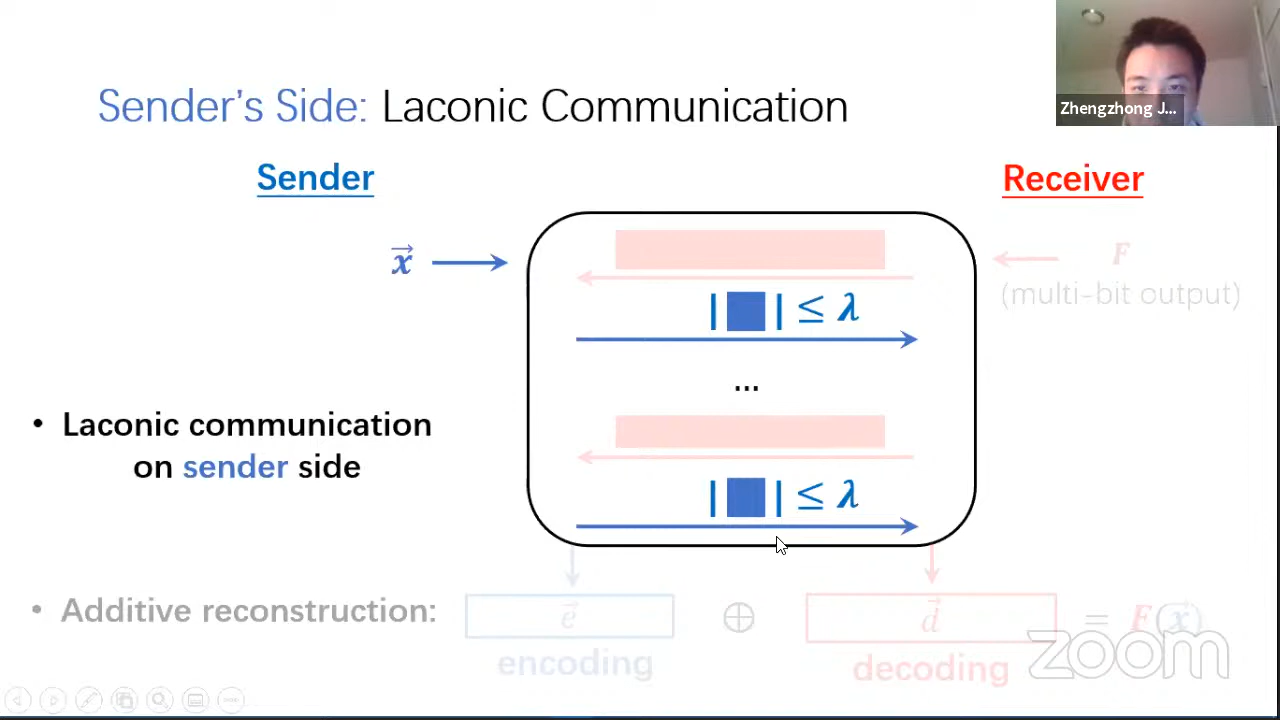 Sender's Side: Laconic Communication
Zhengzhong J...
Sender
Receiver
x⃗
F
(multi-bit output)
| | ≤ λ
...
• Laconic communication
on sender side
| | ≤ λ
• Additive reconstruction:
e⃗ ⊕ d⃗ = F(x⃗)
encoding
decoding
zoom